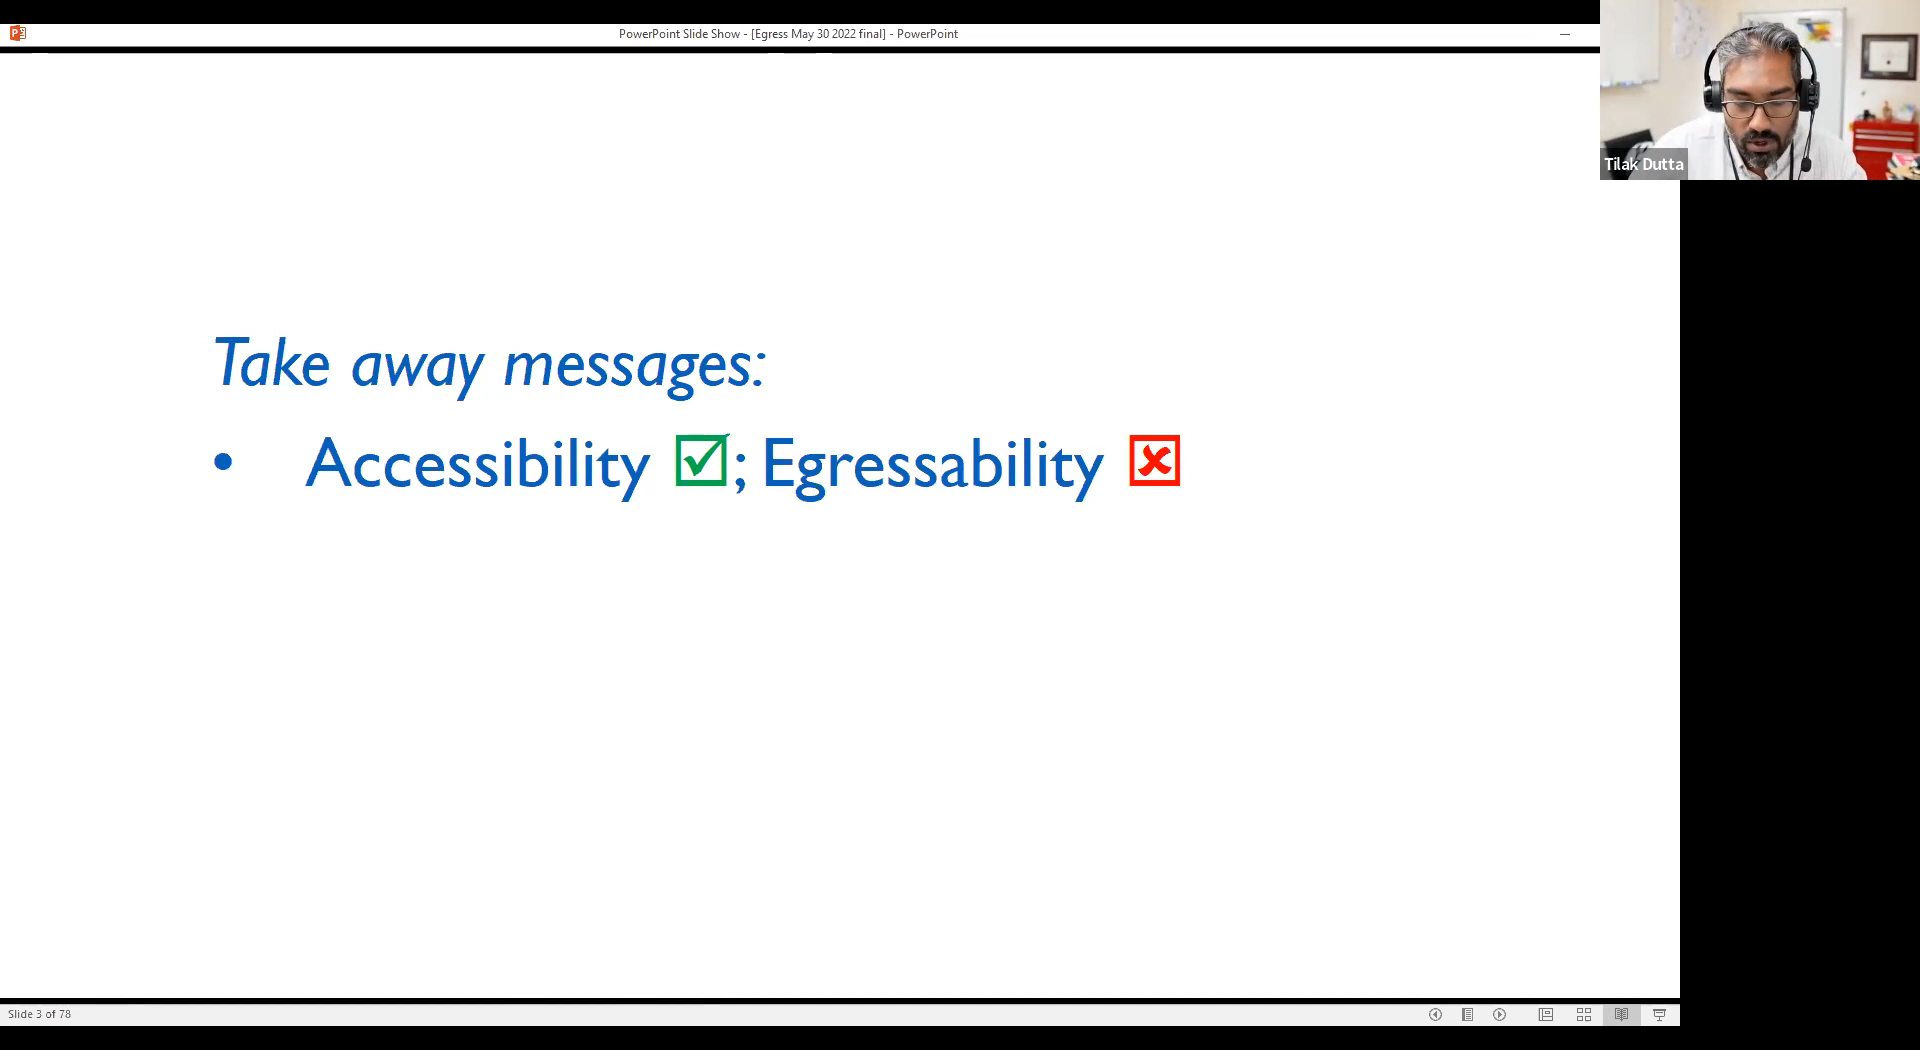 PowerPoint Slide Show - [Egress May 30 2022 final] - PowerPoint
Tilak Dutta
Take away messages:
• Accessibility ☑; Egressability ☒
Slide 3 of 78